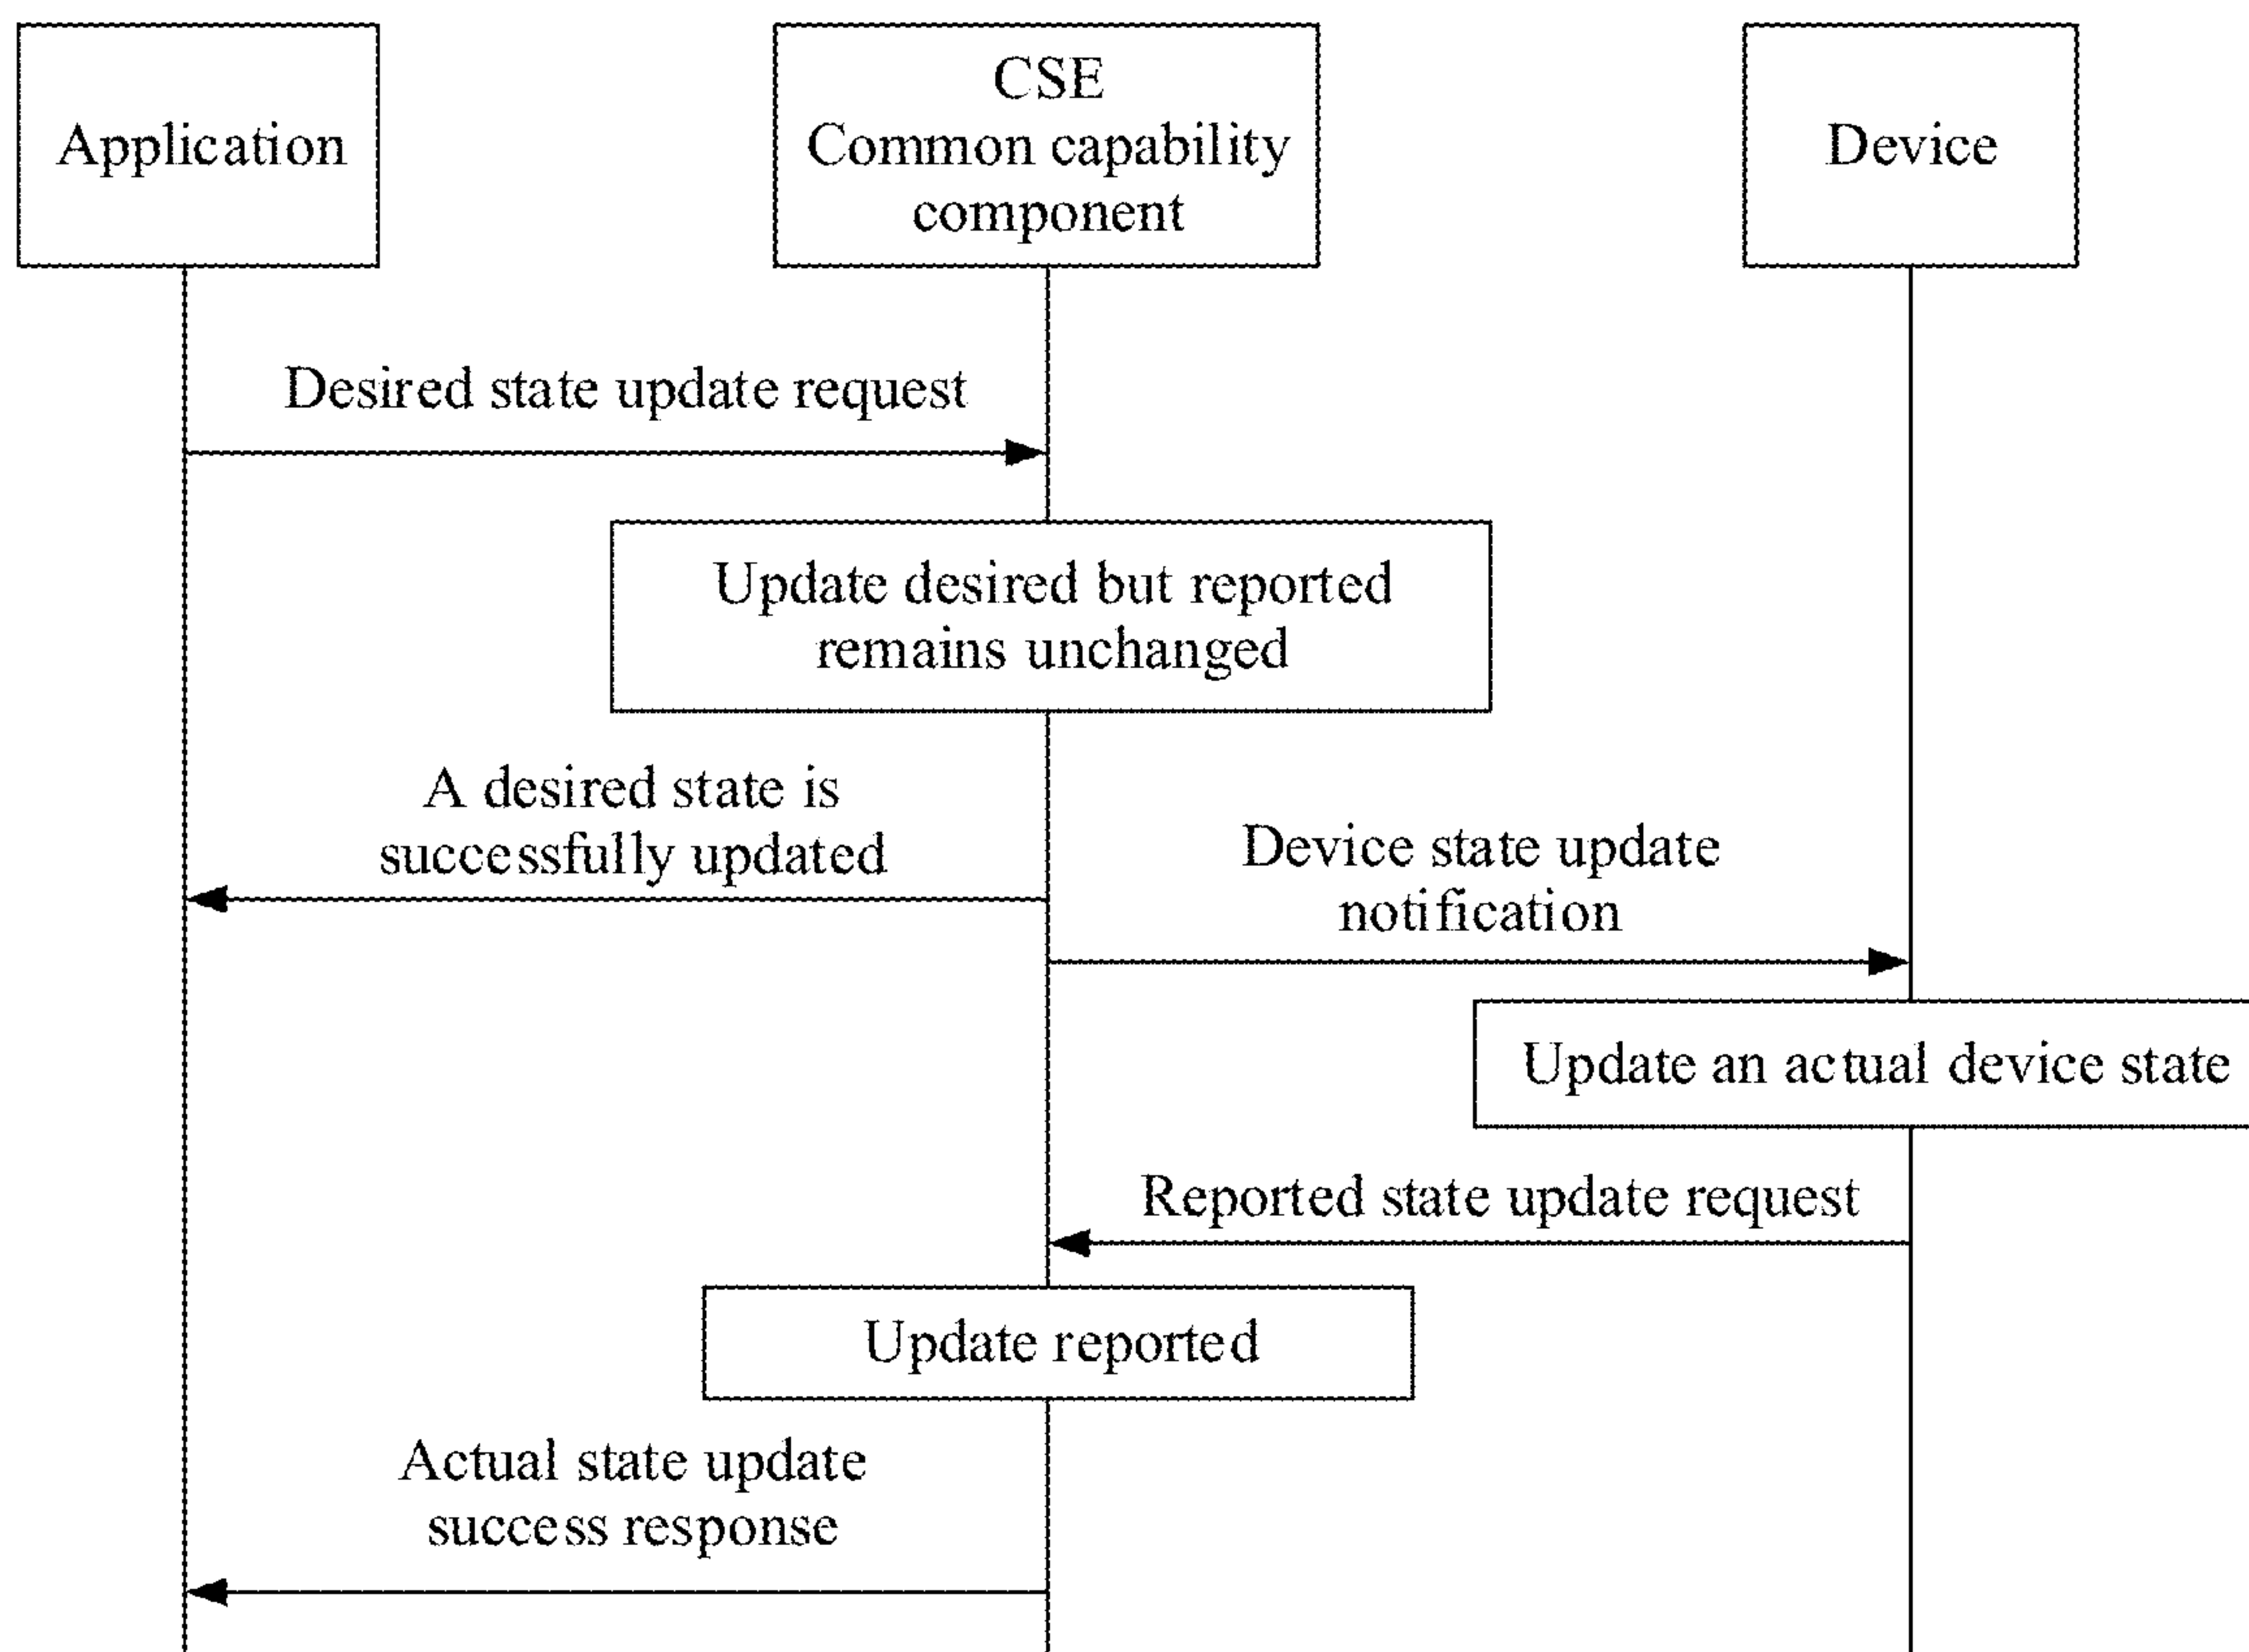 Application
CSE
Common capability
component
Device
Desired state update request
Update desired but reported
remains unchanged
A desired state is
successfully updated
Device state update
notification
Update an actual device state
Reported state update request
Update reported
Actual state update
success response